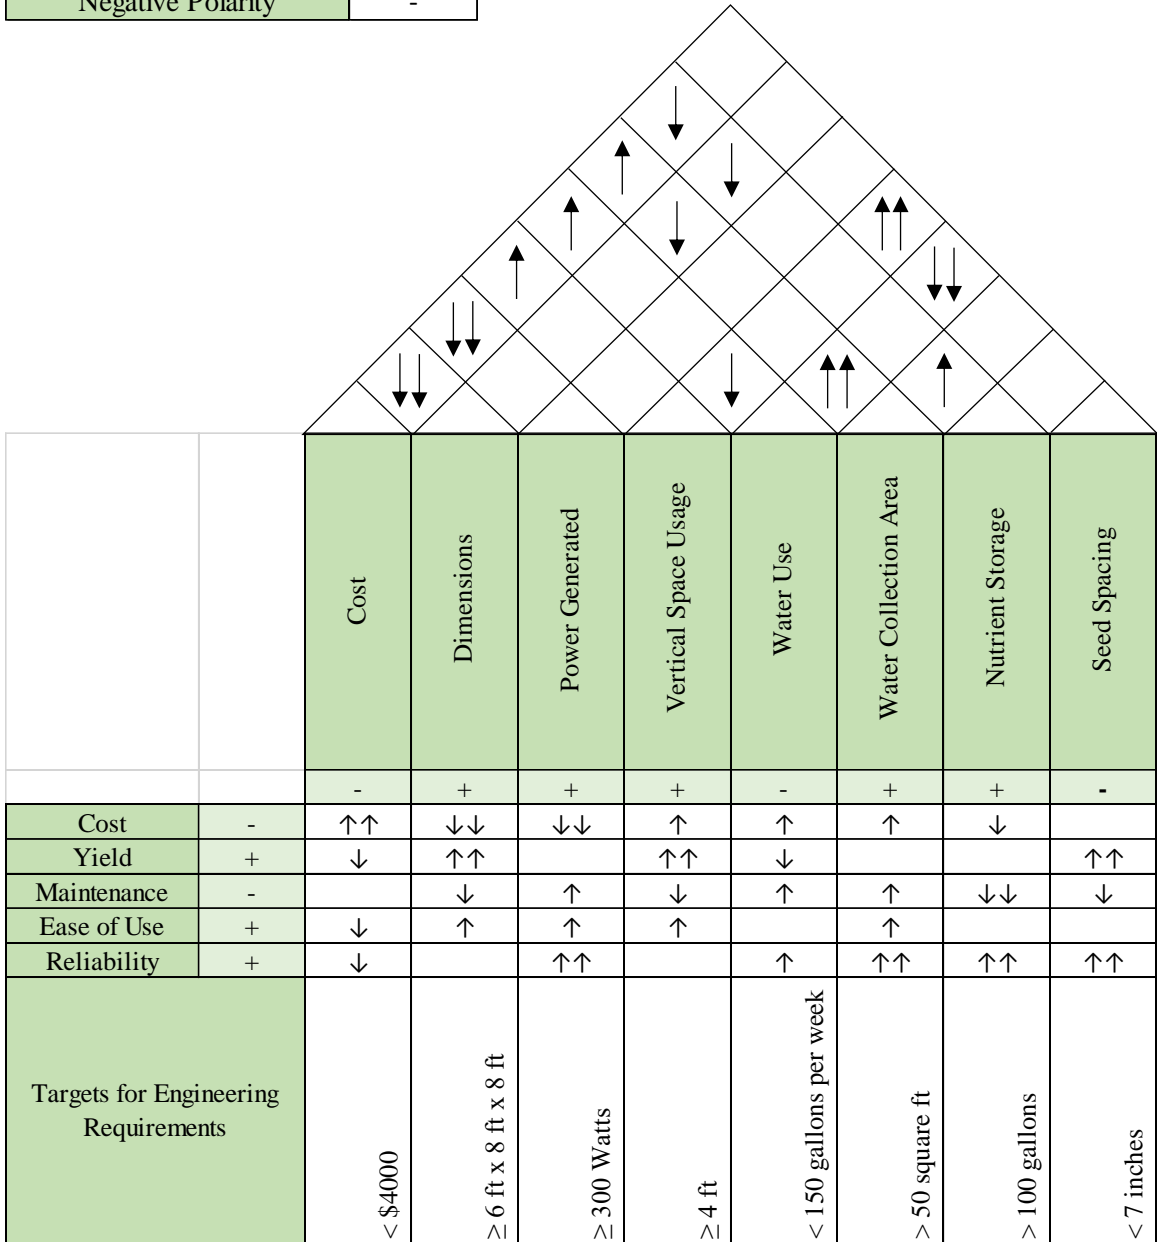 Negative Polarity -
↓
↑ ↓
↑ ↓ ↑↑
↑ ↓↓
↓↓
↓↓ ↓ ↑↑ ↑
Cost
Dimensions
Power Generated
Vertical Space Usage
Water Use
Water Collection Area
Nutrient Storage
Seed Spacing
- + + + - + + -
Cost - ↑↑ ↓↓ ↓↓ ↑ ↑ ↑ ↓
Yield + ↓ ↑↑ ↑↑ ↓ ↑↑
Maintenance - ↓ ↑ ↓ ↑ ↑ ↓↓ ↓
Ease of Use + ↓ ↑ ↑ ↑ ↑
Reliability + ↓ ↑↑ ↑ ↑↑ ↑↑ ↑↑
Targets for Engineering
Requirements
< $4000
≥ 6 ft x 8 ft x 8 ft
≥ 300 Watts
≥ 4 ft
< 150 gallons per week
> 50 square ft
> 100 gallons
< 7 inches